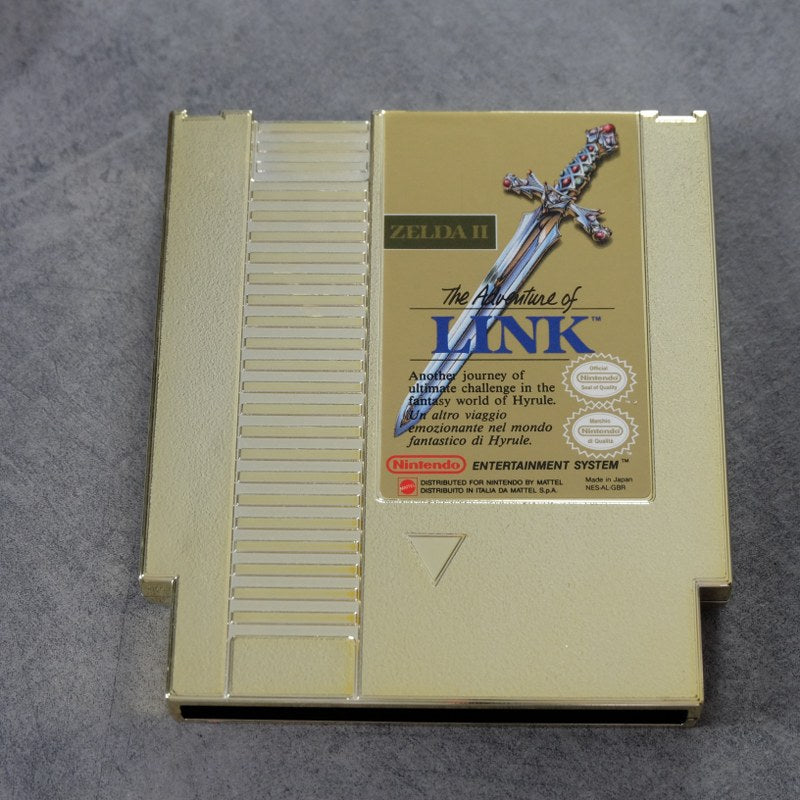 ZELDA II
The Adventure of
LINK™
Another journey of
ultimate challenge in the
fantasy world of Hyrule.
Un altro viaggio
emozionante nel mondo
fantastico di Hyrule.
Official
Nintendo
Seal of Quality
Marchio
Nintendo
di Qualità
Nintendo ENTERTAINMENT SYSTEM™
MATTEL
DISTRIBUTED FOR NINTENDO BY MATTEL
DISTRIBUITO IN ITALIA DA MATTEL S.p.A.
Made in Japan
NES-AL-GBR